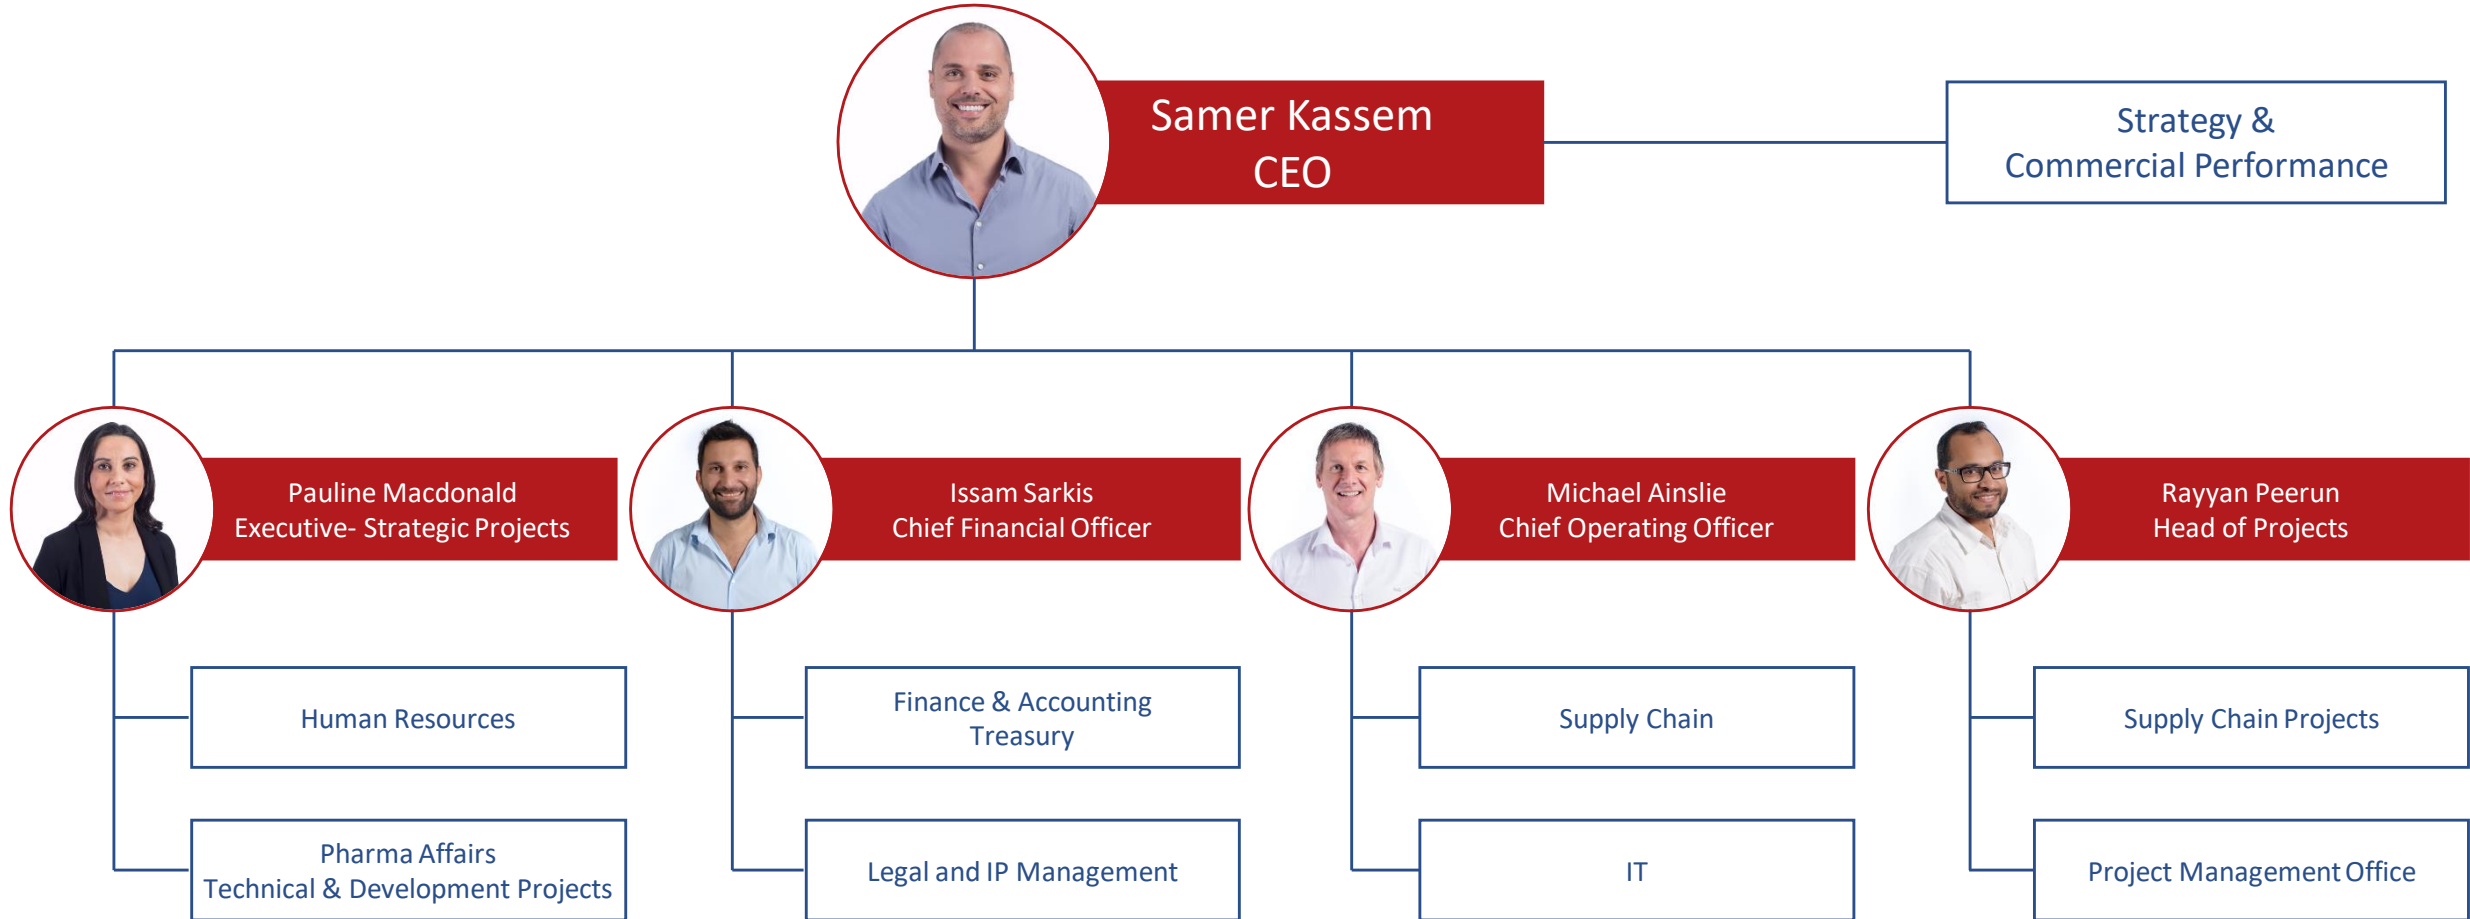 Samer Kassem
CEO
Strategy &
Commercial Performance
Pauline Macdonald
Executive- Strategic Projects
Issam Sarkis
Chief Financial Officer
Michael Ainslie
Chief Operating Officer
Rayyan Peerun
Head of Projects
Human Resources
Finance & Accounting
Treasury
Supply Chain
Supply Chain Projects
Pharma Affairs
Technical & Development Projects
Legal and IP Management
IT
Project Management Office